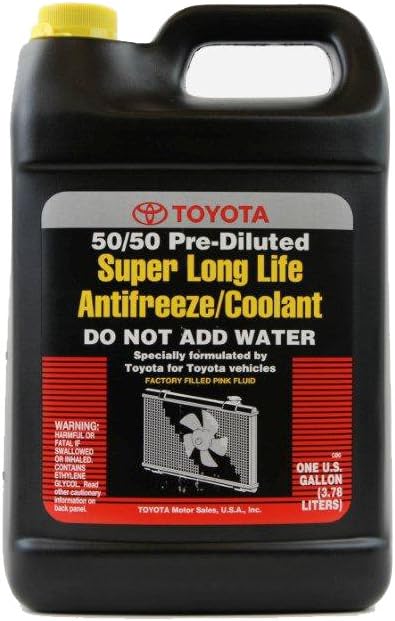 TOYOTA
50/50 Pre-Diluted
Super Long Life
Antifreeze/Coolant
DO NOT ADD WATER
Specially formulated by
Toyota for Toyota vehicles
FACTORY FILLED PINK FLUID
WARNING:
HARMFUL OR
FATAL IF
SWALLOWED
OR INHALED.
CONTAINS
ETHYLENE
GLYCOL. Read
other cautionary
information on
back panel.
ONE U.S.
GALLON
(3.78
LITERS)
TOYOTA Motor Sales, U.S.A., Inc.